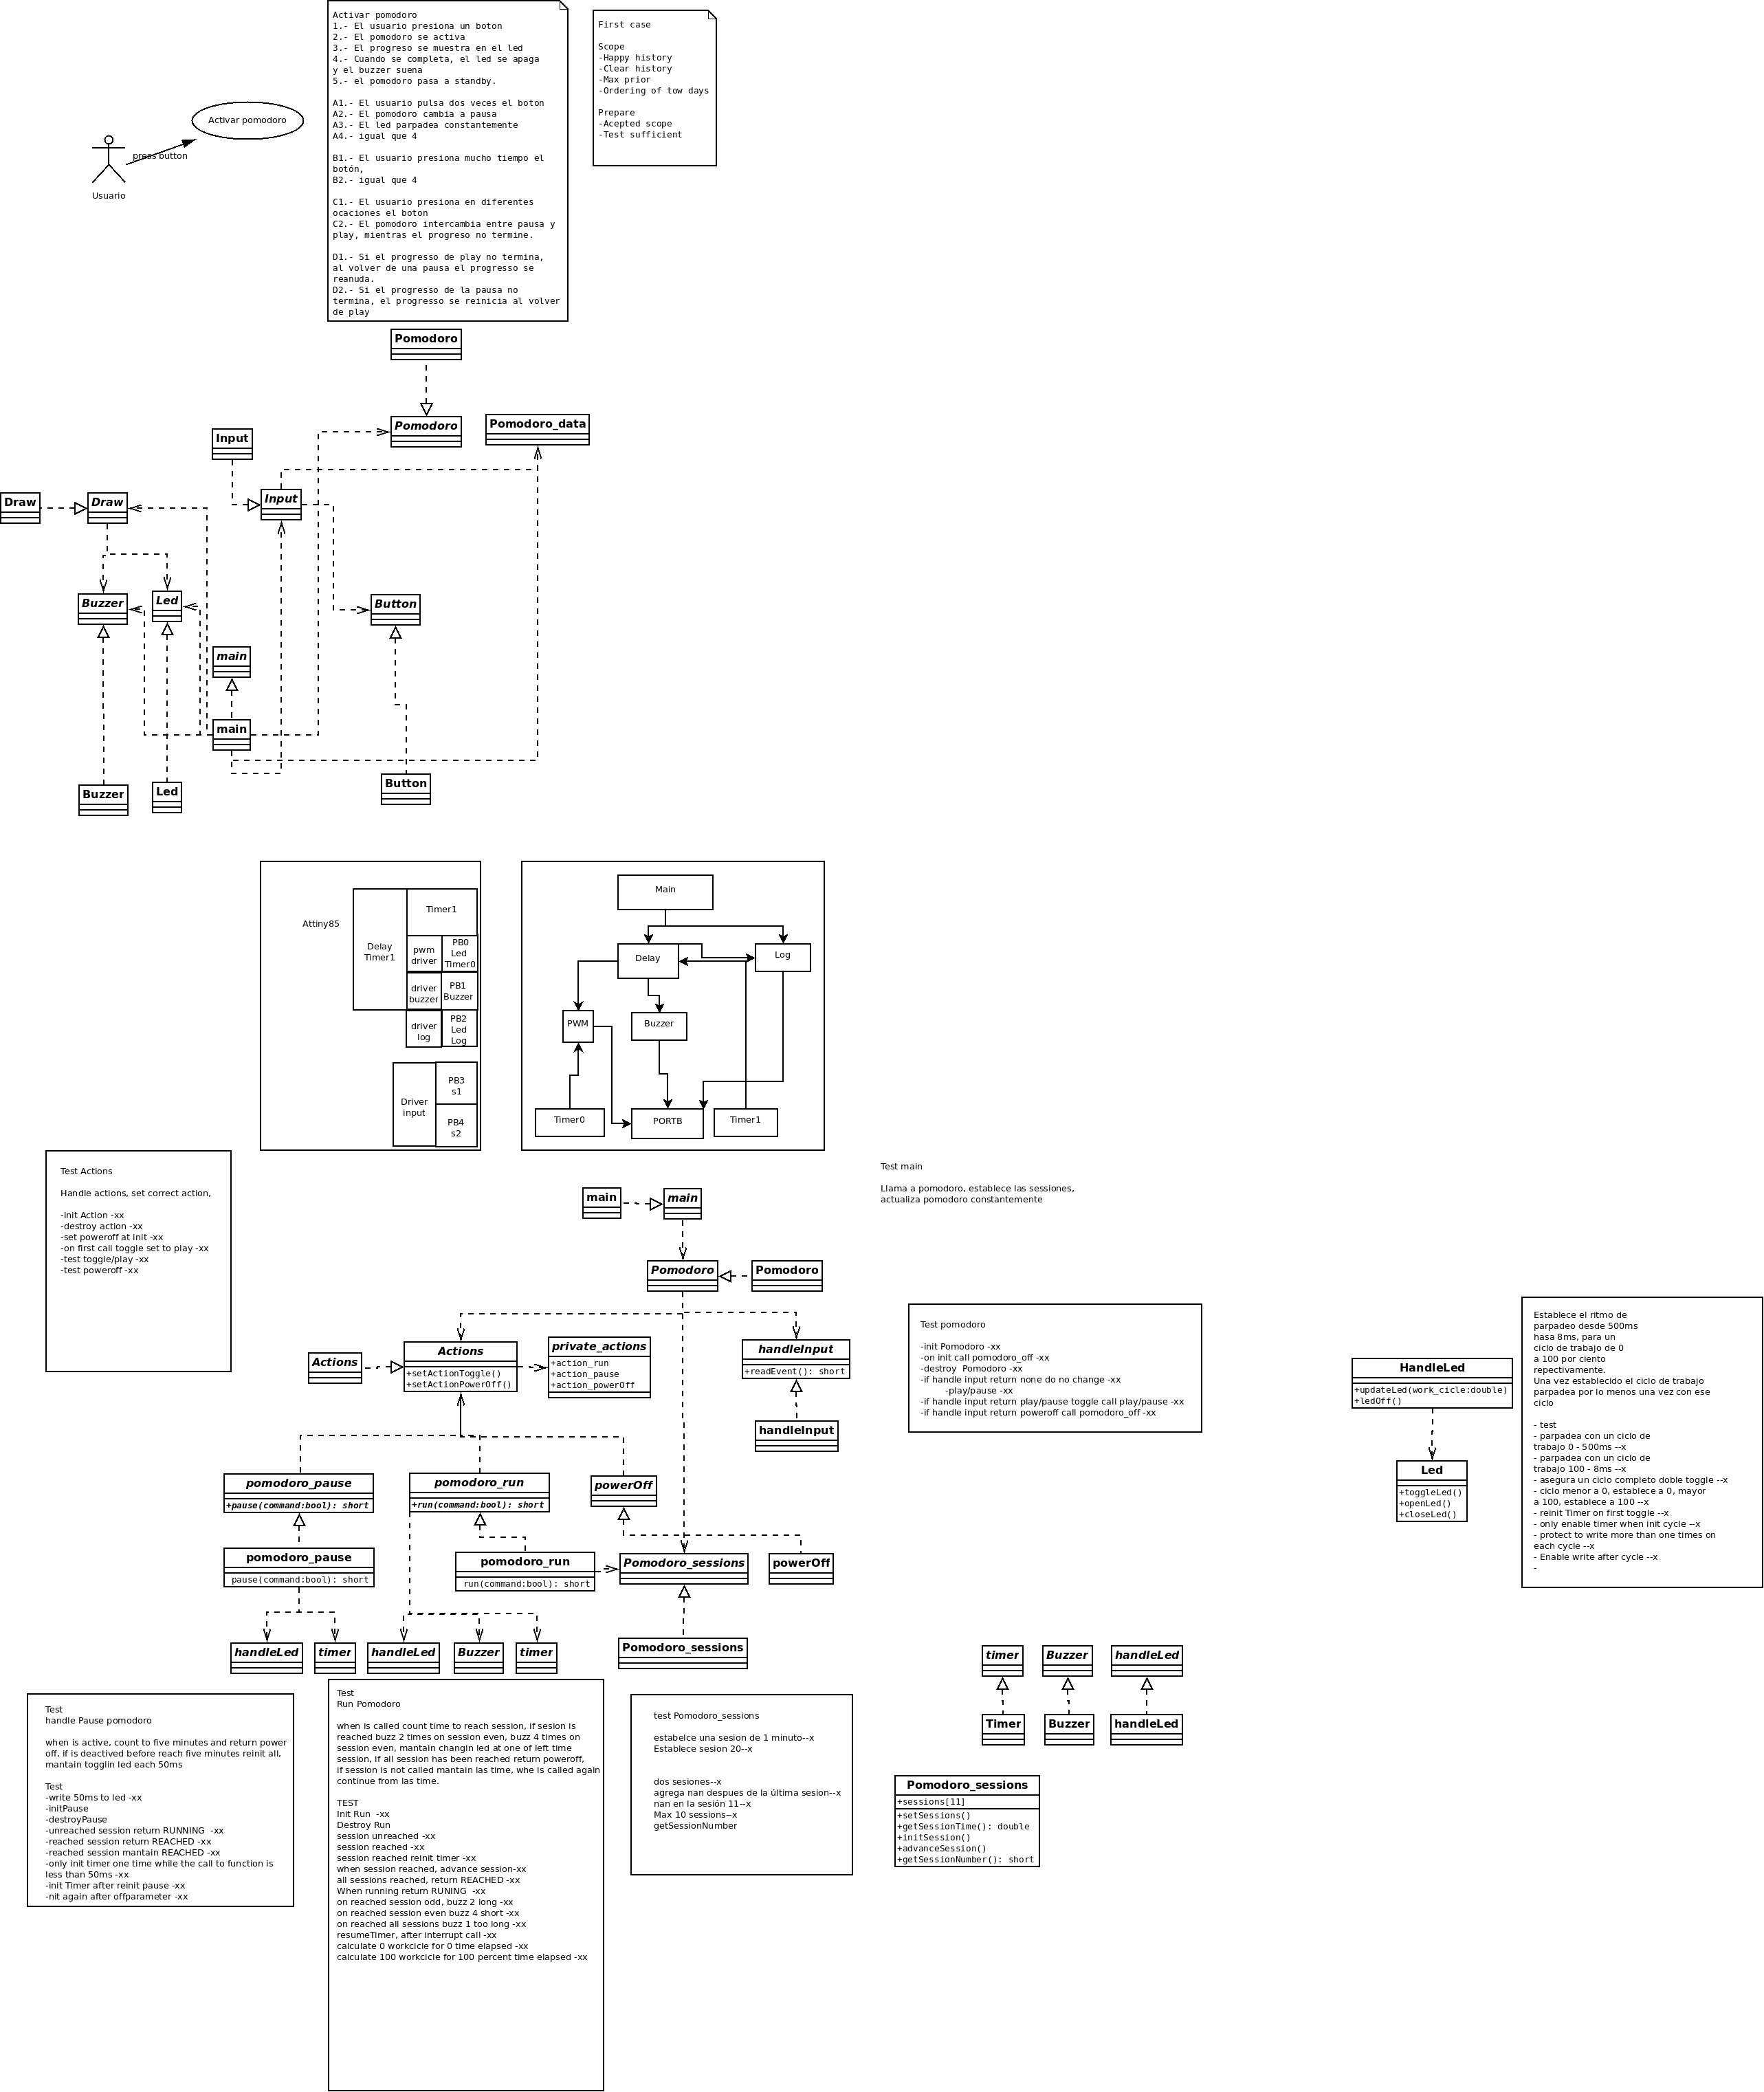 Activar pomodoro
1.- El usuario presiona un boton
2.- El pomodoro se activa
3.- El progreso se muestra en el led
4.- Cuando se completa, el led se apaga
y el buzzer suena
5.- el pomodoro pasa a standby.
A1.- El usuario pulsa dos veces el boton
A2.- El pomodoro cambia a pausa
A3.- El led parpadea constantemente
A4.- igual que 4
B1.- El usuario presiona mucho tiempo el
botón,
B2.- igual que 4
C1.- El usuario presiona en diferentes
ocaciones el boton
C2.- El pomodoro intercambia entre pausa y
play, mientras el progreso no termine.
D1.- Si el progresso de play no termina,
al volver de una pausa el progresso se
reanuda.
D2.- Si el progresso de la pausa no
termina, el progresso se reinicia al volver
de play
First case
Scope
-Happy history
-Clear history
-Max prior
-Ordering of tow days
Prepare
-Acepted scope
-Test sufficient
Activar pomodoro
press button
Usuario
Pomodoro
Pomodoro
Pomodoro_data
Input
Input
Draw
Draw
Buzzer
Led
Button
main
main
Buzzer
Led
Button
Attiny85
Delay
Timer1
Timer1
pwm
driver
PB0
Led
Timer0
driver
buzzer
PB1
Buzzer
driver
log
PB2
Led
Log
Driver
input
PB3
s1
PB4
s2
Main
Delay
Log
PWM
Buzzer
Timer0
PORTB
Timer1
Test Actions
Handle actions, set correct action,
-init Action -xx
-destroy action -xx
-set poweroff at init -xx
-on first call toggle set to play -xx
-test toggle/play -xx
-test poweroff -xx
Test main
Llama a pomodoro, establece las sessiones,
actualiza pomodoro constantemente
main
main
Pomodoro
Pomodoro
Actions
Actions
+setActionToggle()
+setActionPowerOff()
private_actions
+action_run
+action_pause
+action_powerOff
handleInput
+readEvent(): short
handleInput
Test pomodoro
-init Pomodoro -xx
-on init call pomodoro_off -xx
-destroy  Pomodoro -xx
-if handle input return none do no change -xx
-play/pause -xx
-if handle input return play/pause toggle call play/pause -xx
-if handle input return poweroff call pomodoro_off -xx
HandleLed
+updateLed(work_cicle:double)
+ledOff()
Led
+toggleLed()
+openLed()
+closeLed()
Establece el ritmo de
parpadeo desde 500ms
hasa 8ms, para un
ciclo de trabajo de 0
a 100 por ciento
repectivamente.
Una vez establecido el ciclo de trabajo
parpadea por lo menos una vez con ese
ciclo
- test
- parpadea con un ciclo de
trabajo 0 - 500ms --x
- parpadea con un ciclo de
trabajo 100 - 8ms --x
- asegura un ciclo completo doble toggle --x
- ciclo menor a 0, establece a 0, mayor
a 100, establece a 100 --x
- reinit Timer on first toggle --x
- only enable timer when init cycle --x
- protect to write more than one times on
each cycle --x
- Enable write after cycle --x
-
pomodoro_pause
+pause(command:bool): short
pomodoro_run
+run(command:bool): short
powerOff
pomodoro_pause
pause(command:bool): short
pomodoro_run
run(command:bool): short
Pomodoro_sessions
powerOff
handleLed
timer
handleLed
Buzzer
timer
Pomodoro_sessions
timer
Buzzer
handleLed
Timer
Buzzer
handleLed
Test
handle Pause pomodoro
when is active, count to five minutes and return power
off, if is deactived before reach five minutes reinit all,
mantain togglin led each 50ms
Test
-write 50ms to led -xx
-initPause
-destroyPause
-unreached session return RUNNING  -xx
-reached session return REACHED -xx
-reached session mantain REACHED -xx
-only init timer one time while the call to function is
less than 50ms -xx
-init Timer after reinit pause -xx
-nit again after offparameter -xx
Test
Run Pomodoro
when is called count time to reach session, if sesion is
reached buzz 2 times on session even, buzz 4 times on
session even, mantain changin led at one of left time
session, if all session has been reached return poweroff,
if session is not called mantain las time, whe is called again
continue from las time.
TEST
Init Run  -xx
Destroy Run
session unreached -xx
session reached -xx
session reached reinit timer -xx
when session reached, advance session-xx
all sessions reached, return REACHED -xx
When running return RUNING  -xx
on reached session odd, buzz 2 long -xx
on reached session even buzz 4 short -xx
on reached all sessions buzz 1 too long -xx
resumeTimer, after interrupt call -xx
calculate 0 workcicle for 0 time elapsed -xx
calculate 100 workcicle for 100 percent time elapsed -xx
test Pomodoro_sessions
estabelce una sesion de 1 minuto--x
Establece sesion 20--x
dos sesiones--x
agrega nan despues de la última sesion--x
nan en la sesión 11--x
Max 10 sessions--x
getSessionNumber
Pomodoro_sessions
+sessions[11]
+setSessions()
+getSessionTime(): double
+initSession()
+advanceSession()
+getSessionNumber(): short